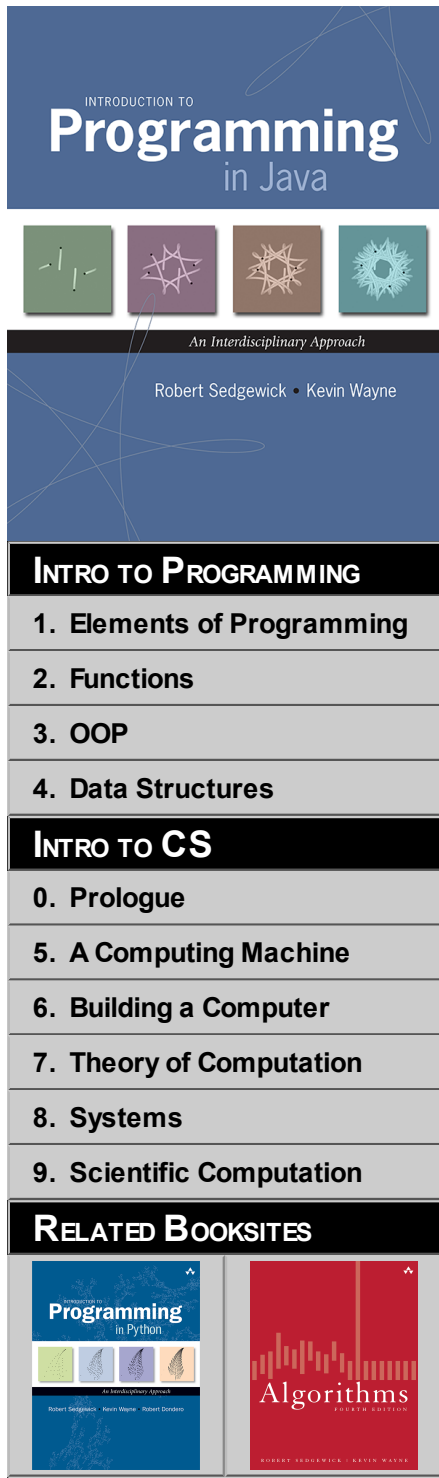 INTRODUCTION TO
Programming
in Java
An Interdisciplinary Approach
Robert Sedgewick • Kevin Wayne
INTRO TO PROGRAMMING
1. Elements of Programming
2. Functions
3. OOP
4. Data Structures
INTRO TO CS
0. Prologue
5. A Computing Machine
6. Building a Computer
7. Theory of Computation
8. Systems
9. Scientific Computation
RELATED BOOKSITES
INTRODUCTION TO
Programming
in Python
An Interdisciplinary Approach
Robert Sedgewick • Kevin Wayne • Robert Dondero
Algorithms
FOURTH EDITION
ROBERT SEDGEWICK | KEVIN WAYNE